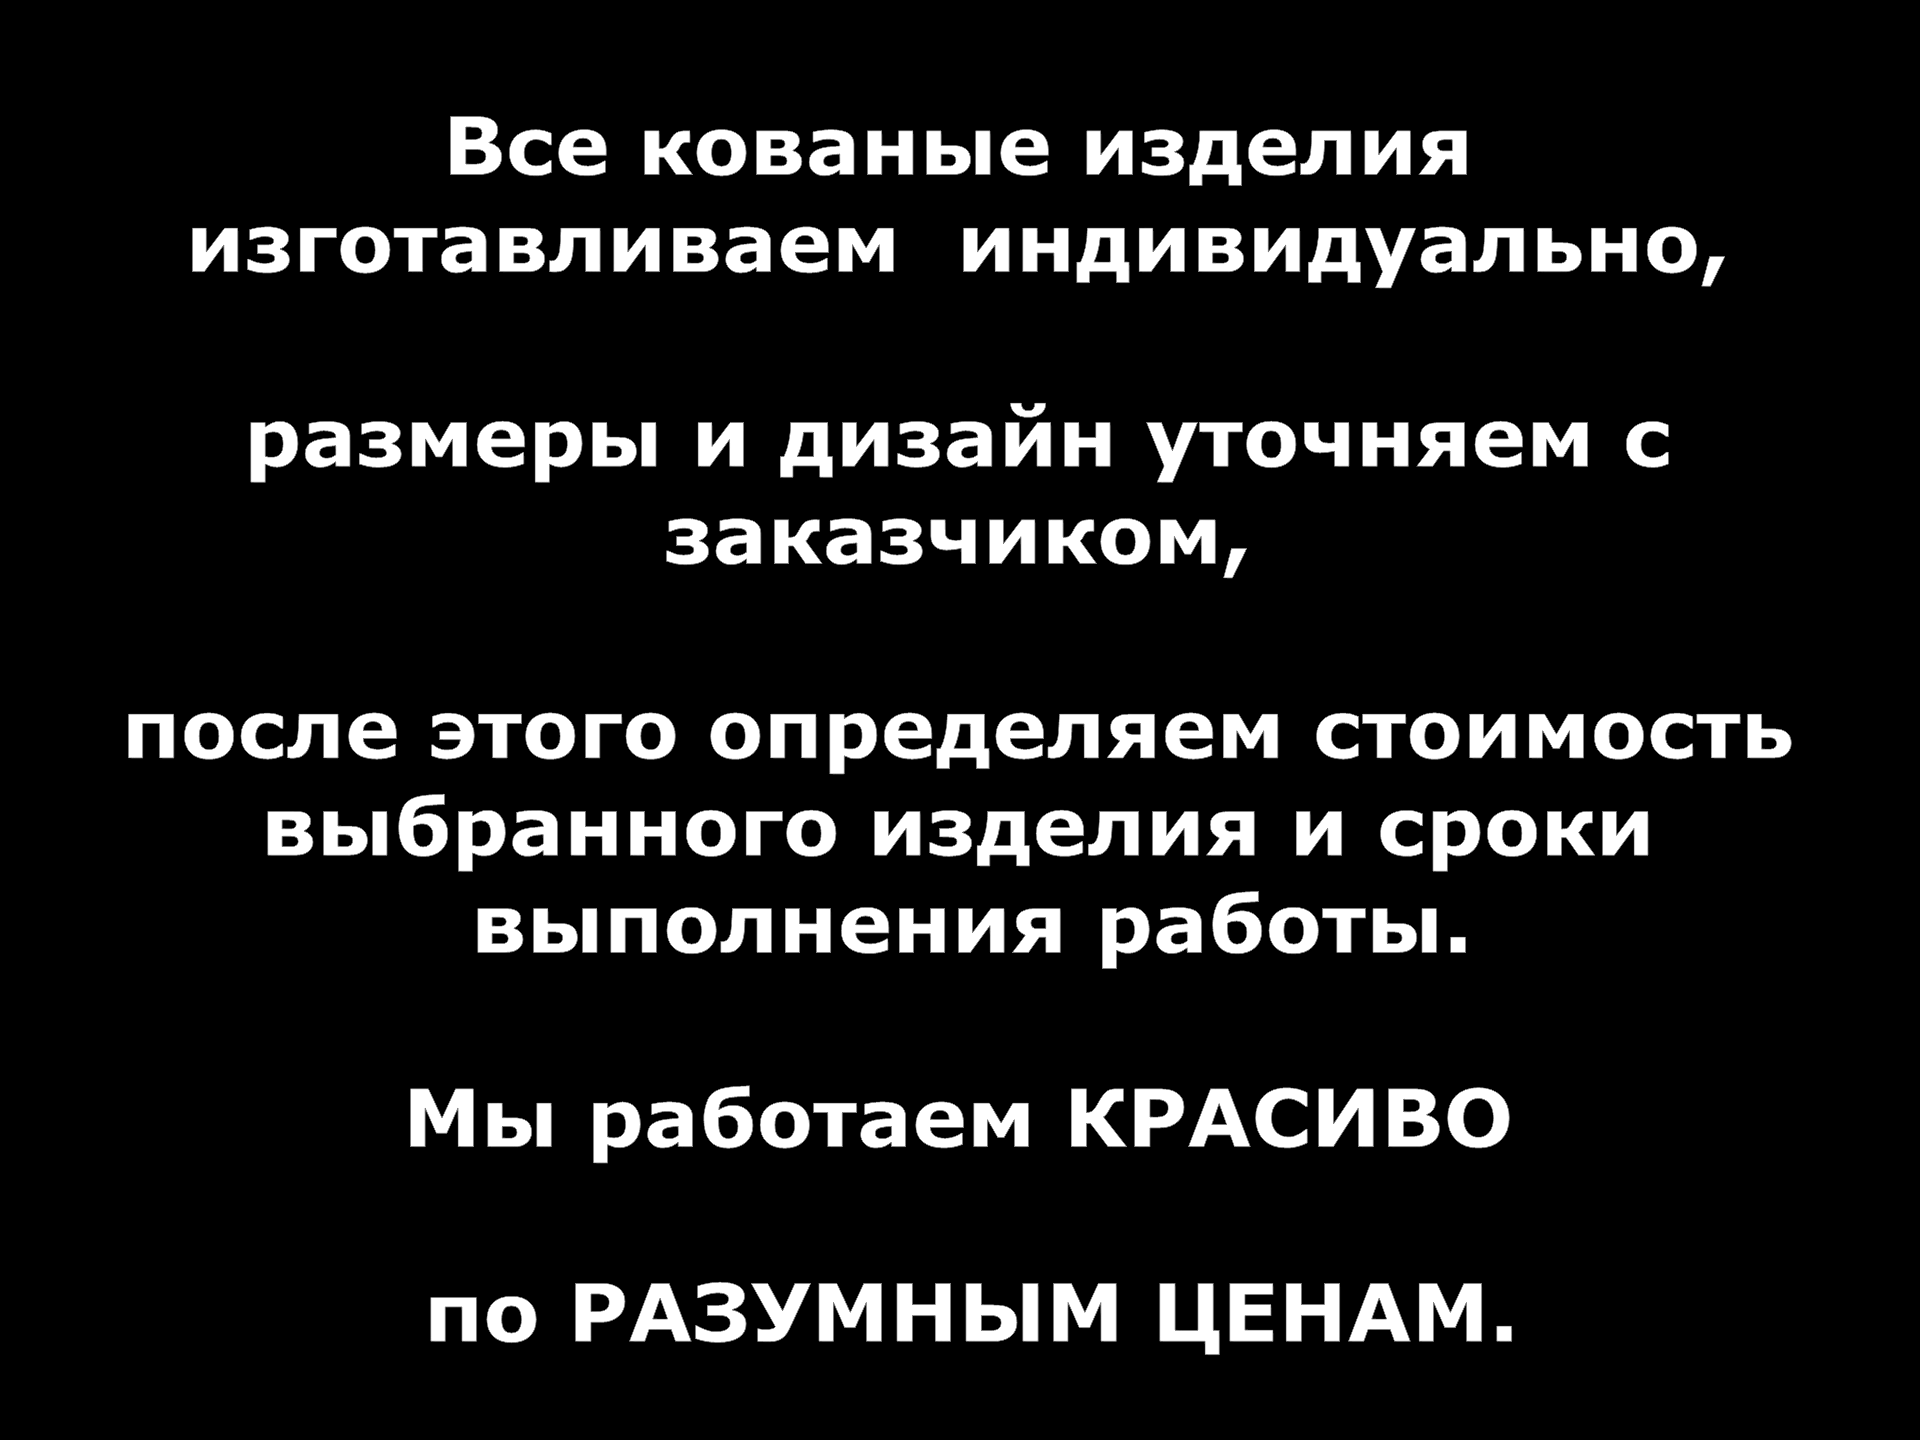 Все кованые изделия
изготавливаем  индивидуально,
размеры и дизайн уточняем с
заказчиком,
после этого определяем стоимость
выбранного изделия и сроки
выполнения работы.
Мы работаем КРАСИВО
по РАЗУМНЫМ ЦЕНАМ.